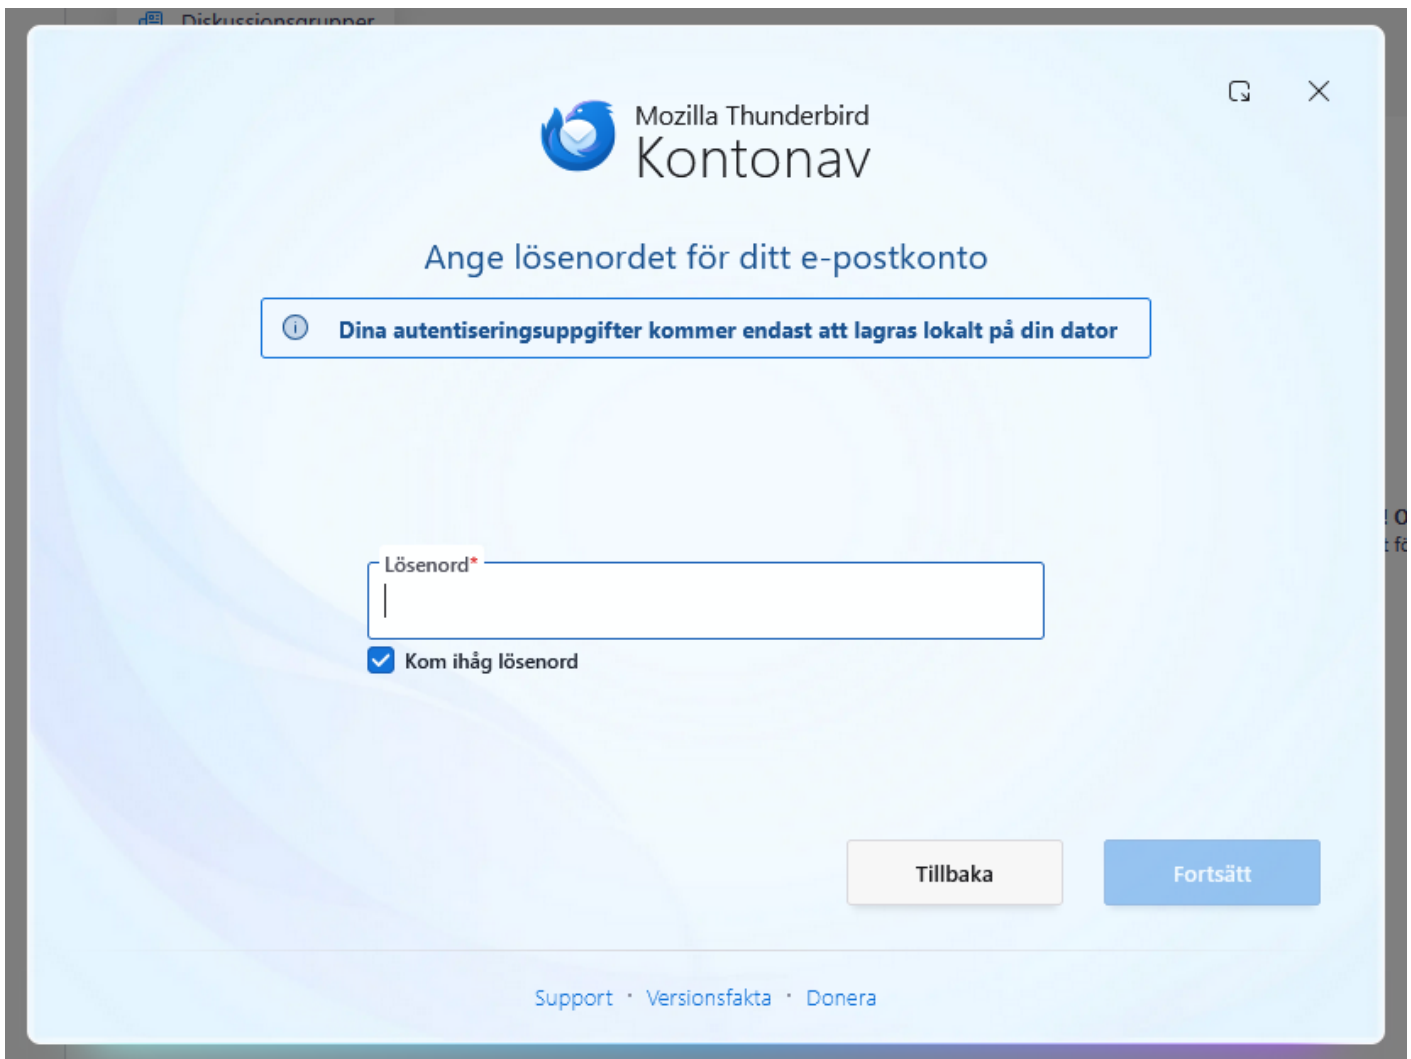 Diskussionsgrupper
Mozilla Thunderbird
Kontonav
Ange lösenordet för ditt e-postkonto
Dina autentiseringsuppgifter kommer endast att lagras lokalt på din dator
Lösenord*
Kom ihåg lösenord
Tillbaka
Fortsätt
Support · Versionsfakta · Donera